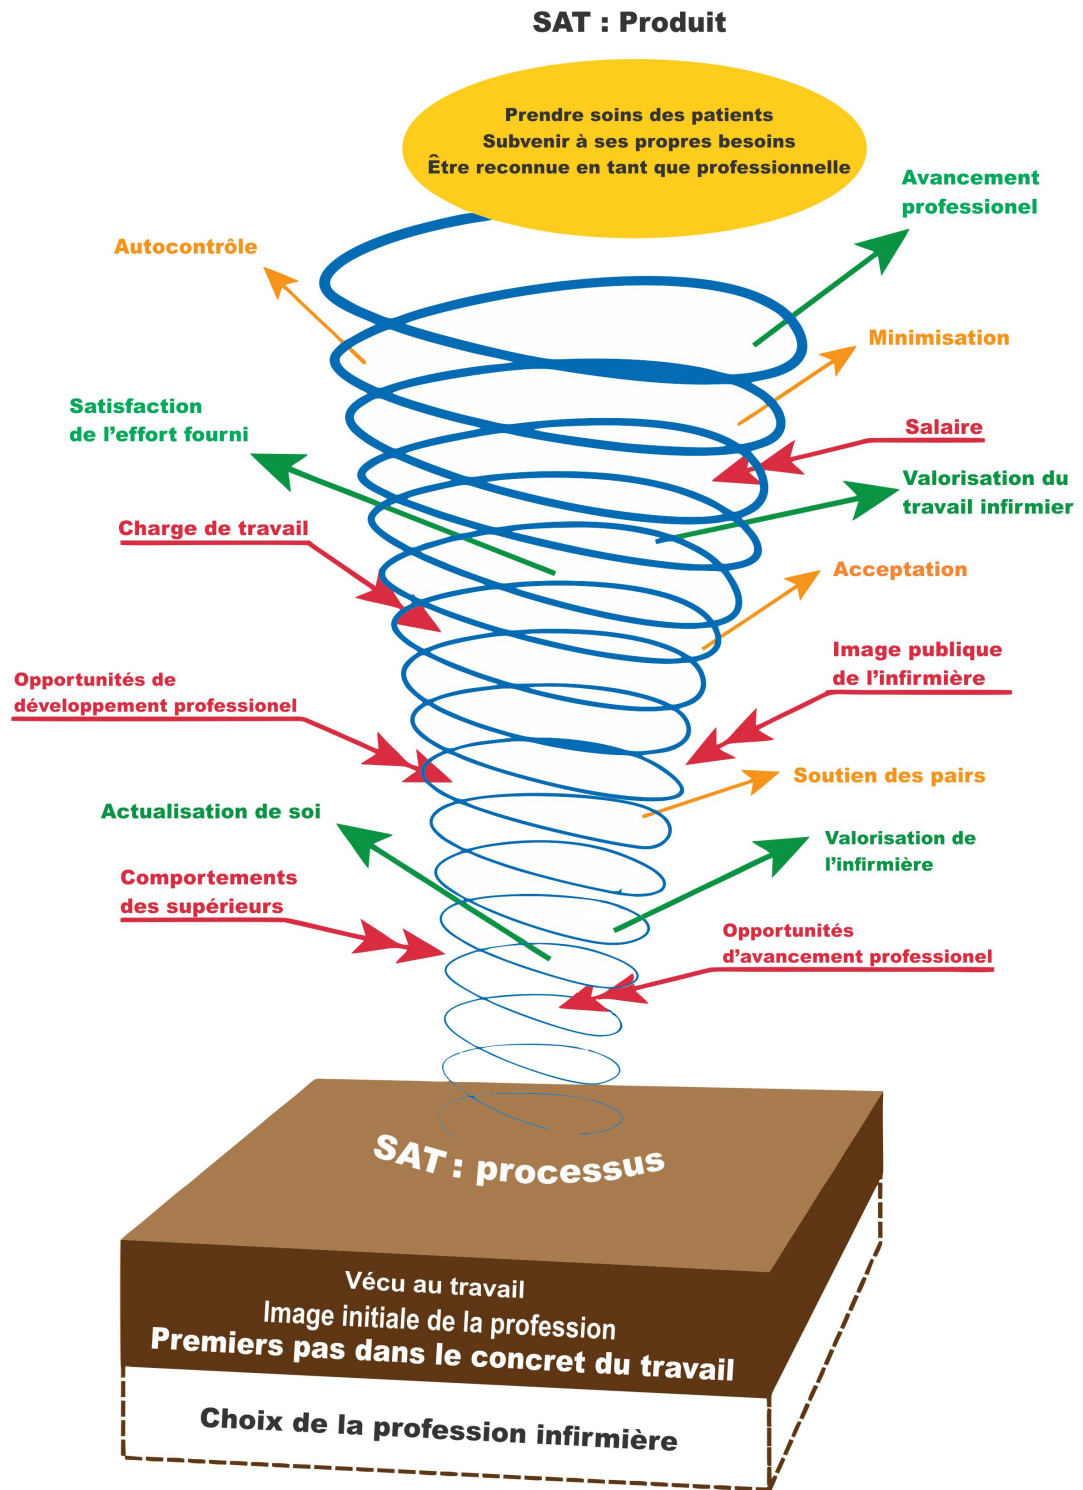 SAT : Produit
Prendre soins des patients
Subvenir à ses propres besoins
Être reconnue en tant que professionnelle
Avancement
professionel
Autocontrôle
Minimisation
Satisfaction
de l'effort fourni
Salaire
Valorisation du
travail infirmier
Charge de travail
Acceptation
Image publique
de l'infirmière
Opportunités de
développement professionel
Soutien des pairs
Actualisation de soi
Valorisation de
l'infirmière
Comportements
des supérieurs
Opportunités
d'avancement professionel
SAT : processus
Vécu au travail
Image initiale de la profession
Premiers pas dans le concret du travail
Choix de la profession infirmière